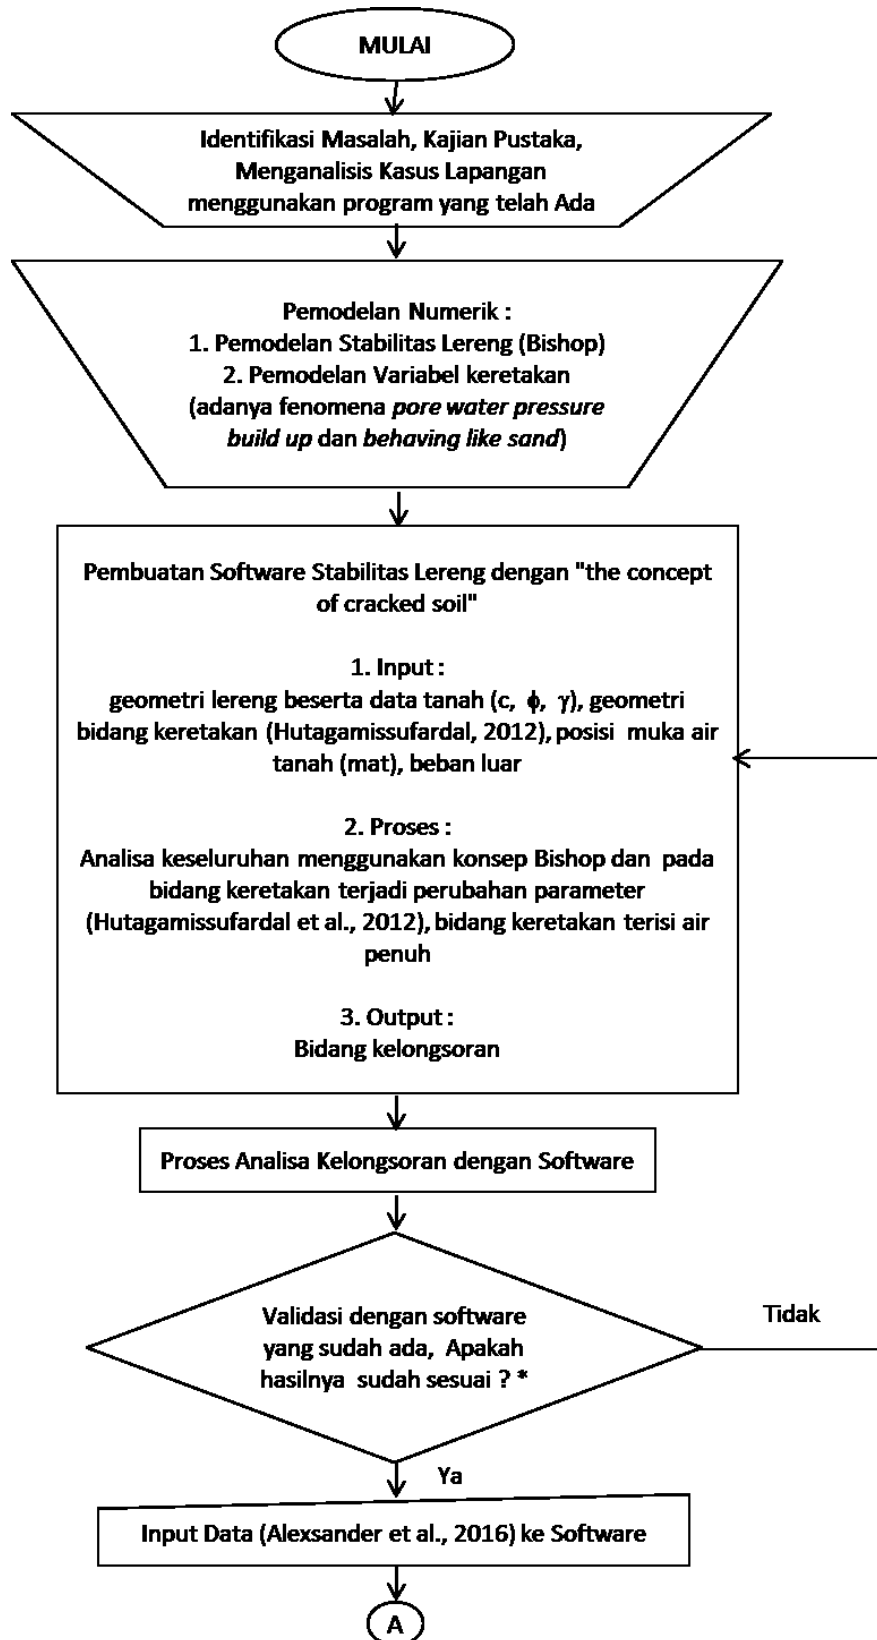 MULAI
Identifikasi Masalah, Kajian Pustaka,
Menganalisis Kasus Lapangan
menggunakan program yang telah Ada
Pemodelan Numerik :
1. Pemodelan Stabilitas Lereng (Bishop)
2. Pemodelan Variabel keretakan
(adanya fenomena pore water pressure
build up dan behaving like sand)
Pembuatan Software Stabilitas Lereng dengan "the concept
of cracked soil"
1. Input :
geometri lereng beserta data tanah (c, ϕ, γ), geometri
bidang keretakan (Hutagamissufardal, 2012), posisi muka air
tanah (mat), beban luar
2. Proses :
Analisa keseluruhan menggunakan konsep Bishop dan pada
bidang keretakan terjadi perubahan parameter
(Hutagamissufardal et al., 2012), bidang keretakan terisi air
penuh
3. Output :
Bidang kelongsoran
Proses Analisa Kelongsoran dengan Software
Validasi dengan software
yang sudah ada, Apakah
hasilnya sudah sesuai ? *
Tidak
Ya
Input Data (Alexsander et al., 2016) ke Software
A